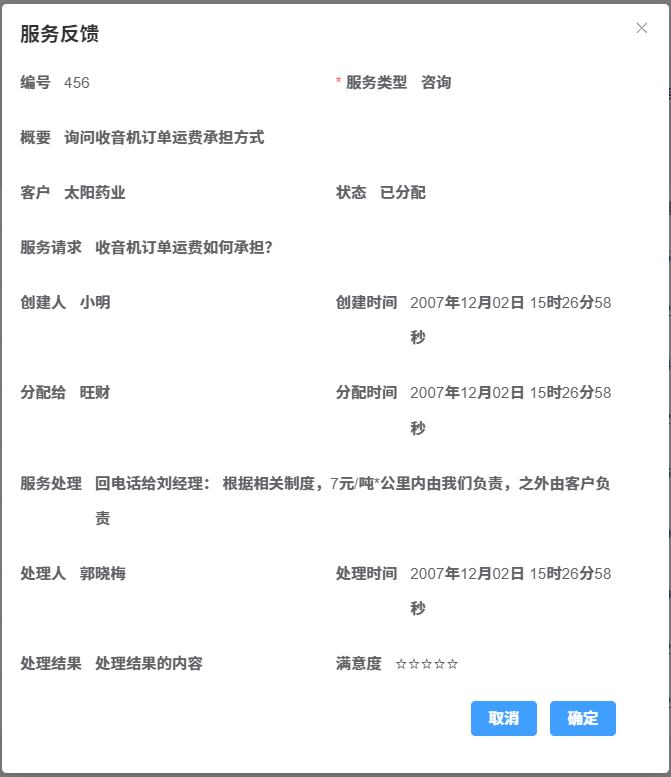 服务反馈
编号 456 * 服务类型 咨询
概要 询问收音机订单运费承担方式
客户 太阳药业 状态 已分配
服务请求 收音机订单运费如何承担？
创建人 小明 创建时间 2007年12月02日 15时26分58
秒
分配给 旺财 分配时间 2007年12月02日 15时26分58
秒
服务处理 回电话给刘经理： 根据相关制度，7元/吨*公里内由我们负责，之外由客户负
责
处理人 郭晓梅 处理时间 2007年12月02日 15时26分58
秒
处理结果 处理结果的内容 满意度 ☆☆☆☆☆
取消 确定